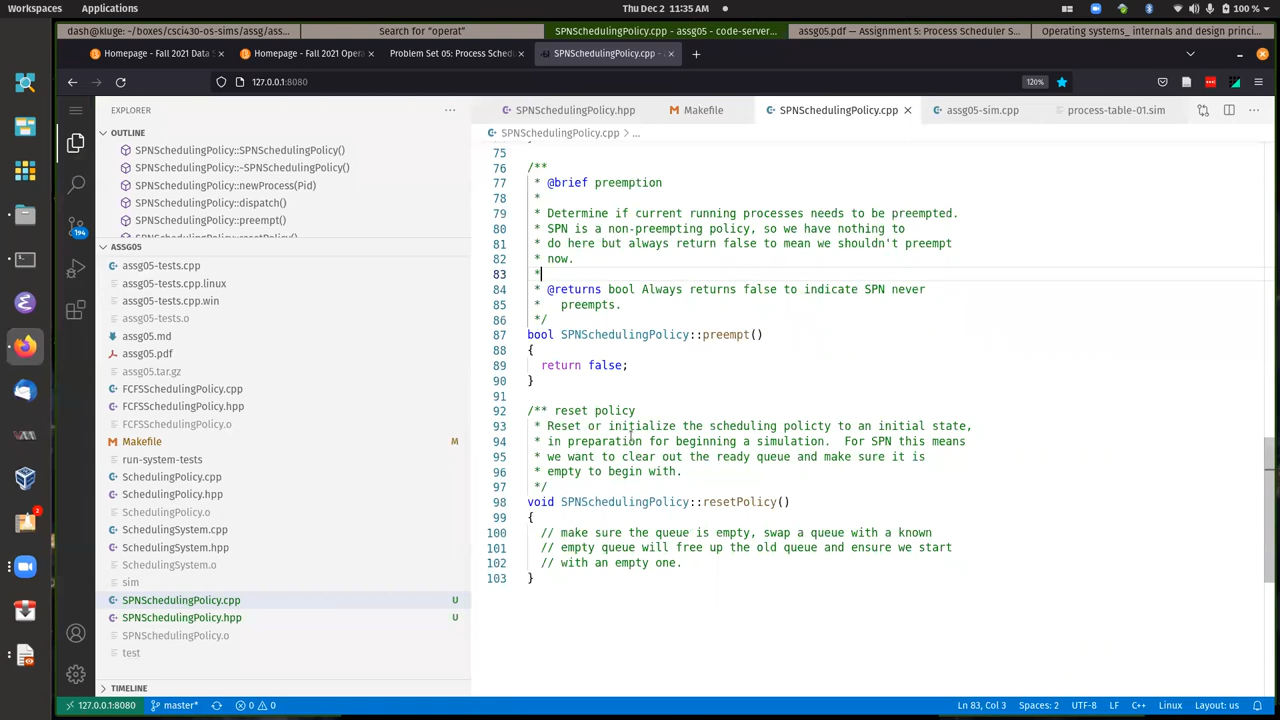 Workspaces
Applications
Thu Dec 2 11:35 AM
100 %
dash@kluge: ~/boxes/csci430-os-sims/assg/ass...
Search for "operat"
SPNSchedulingPolicy.cpp - assg05 - code-server...
assg05.pdf — Assignment 5: Process Scheduler S...
Operating systems_ internals and design princi...
Homepage - Fall 2021 Data S
Homepage - Fall 2021 Opera
Problem Set 05: Process Schedu
SPNSchedulingPolicy.cpp - a
127.0.0.1:8080
120%
EXPLORER
OUTLINE
SPNSchedulingPolicy::SPNSchedulingPolicy()
SPNSchedulingPolicy::~SPNSchedulingPolicy()
SPNSchedulingPolicy::newProcess(Pid)
SPNSchedulingPolicy::dispatch()
SPNSchedulingPolicy::preempt()
SPNSchedulingPolicy::resetPolicy()
194
ASSG05
assg05-tests.cpp
assg05-tests.cpp.linux
assg05-tests.cpp.win
assg05-tests.o
assg05.md
assg05.pdf
assg05.tar.gz
FCFSSchedulingPolicy.cpp
FCFSSchedulingPolicy.hpp
FCFSSchedulingPolicy.o
Makefile M
run-system-tests
SchedulingPolicy.cpp
SchedulingPolicy.hpp
SchedulingPolicy.o
2
SchedulingSystem.cpp
SchedulingSystem.hpp
SchedulingSystem.o
sim
SPNSchedulingPolicy.cpp U
SPNSchedulingPolicy.hpp U
SPNSchedulingPolicy.o
test
TIMELINE
SPNSchedulingPolicy.hpp
Makefile
SPNSchedulingPolicy.cpp
assg05-sim.cpp
process-table-01.sim
SPNSchedulingPolicy.cpp > ...
75
76 /**
77 * @brief preemption
78 *
79 * Determine if current running processes needs to be preempted.
80 * SPN is a non-preempting policy, so we have nothing to
81 * do here but always return false to mean we shouldn't preempt
82 * now.
83 *
84 * @returns bool Always returns false to indicate SPN never
85 * preempts.
86 */
87 bool SPNSchedulingPolicy::preempt()
88 {
89 return false;
90 }
91
92 /** reset policy
93 * Reset or initialize the scheduling policty to an initial state,
94 * in preparation for beginning a simulation. For SPN this means
95 * we want to clear out the ready queue and make sure it is
96 * empty to begin with.
97 */
98 void SPNSchedulingPolicy::resetPolicy()
99 {
100 // make sure the queue is empty, swap a queue with a known
101 // empty queue will free up the old queue and ensure we start
102 // with an empty one.
103 }
127.0.0.1:8080
master*
0 0
Ln 83, Col 3
Spaces: 2
UTF-8
LF
C++
Linux
Layout: us